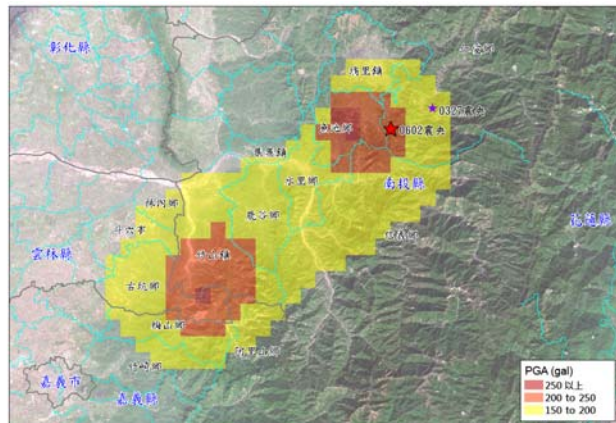 彰化縣
仁愛鄉
埔里鎮
0327震央
魚池鄉
0602震央
集集鎮
水里鄉
南投縣
林內鄉
鹿谷鄉
花蓮縣
斗六市
信義鄉
雲林縣
竹山鎮
古坑鄉
梅山鄉
阿里山鄉
竹崎鄉
嘉義市
嘉義縣
PGA (gal)
250 以上
200 to 250
150 to 200